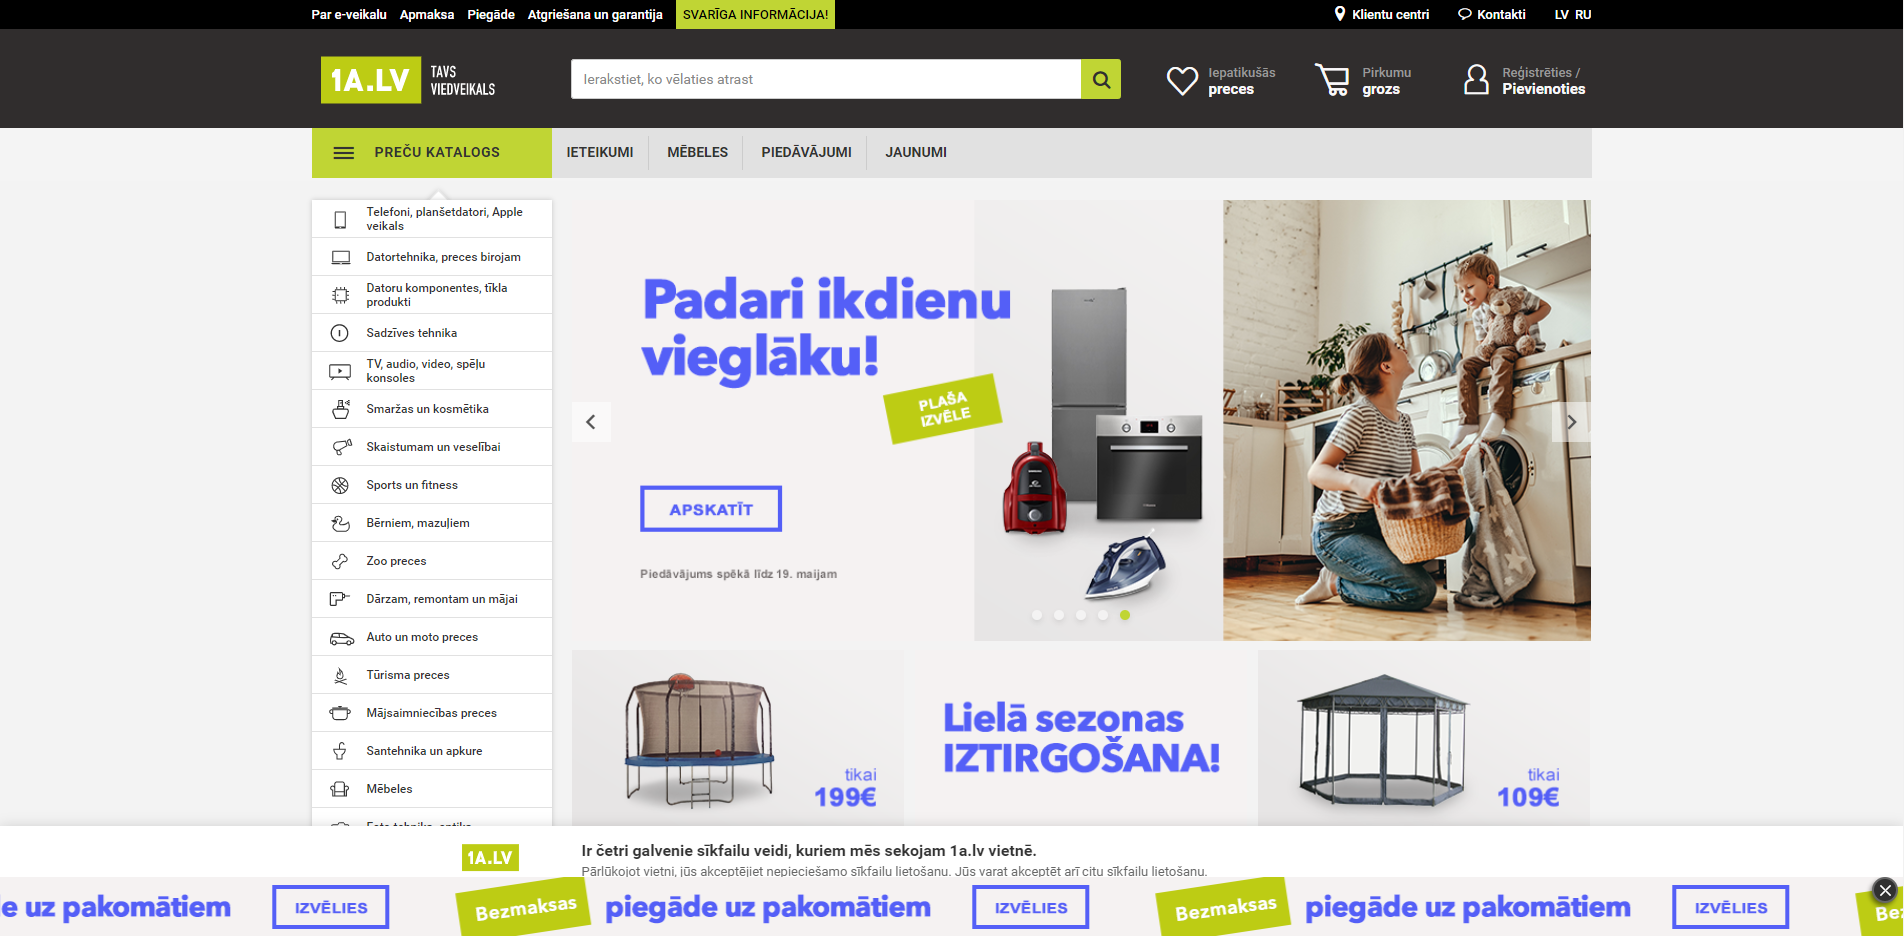 Par e-veikalu Apmaksa Piegāde Atgriešana un garantija SVARĪGA INFORMĀCIJA! Klientu centri Kontakti LV RU
1A.LV TAVS VIEDVEIKALS
Ierakstiet, ko vēlaties atrast
Iepatikušās preces
Pirkumu grozs
Reģistrēties / Pievienoties
PREČU KATALOGS IETEIKUMI MĒBELES PIEDĀVĀJUMI JAUNUMI
Telefoni, planšetdatori, Apple
veikals
Datortehnika, preces birojam
Datoru komponentes, tīkla
produkti
Sadzīves tehnika
TV, audio, video, spēļu
konsoles
Smaržas un kosmētika
Skaistumam un veselībai
Sports un fitness
Bērniem, mazuļiem
Zoo preces
Dārzam, remontam un mājai
Auto un moto preces
Tūrisma preces
Mājsaimniecības preces
Santehnika un apkure
Mēbeles
Foto tehnika, optika
Padari ikdienu
vieglāku!
PLAŠA
IZVĒLE
APSKATĪT
Piedāvājums spēkā līdz 19. maijam
tikai
199€
Lielā sezonas
IZTIRGOŠANA!
tikai
109€
1A.LV
Ir četri galvenie sīkfailu veidi, kuriem mēs sekojam 1a.lv vietnē.
Pārlūkojot vietni, jūs akceptējiet nepieciešamo sīkfailu lietošanu. Jūs varat akceptēt arī citu sīkfailu lietošanu.
e uz pakomātiem IZVĒLIES Bezmaksas piegāde uz pakomātiem IZVĒLIES Bezmaksas piegāde uz pakomātiem IZVĒLIES Bez